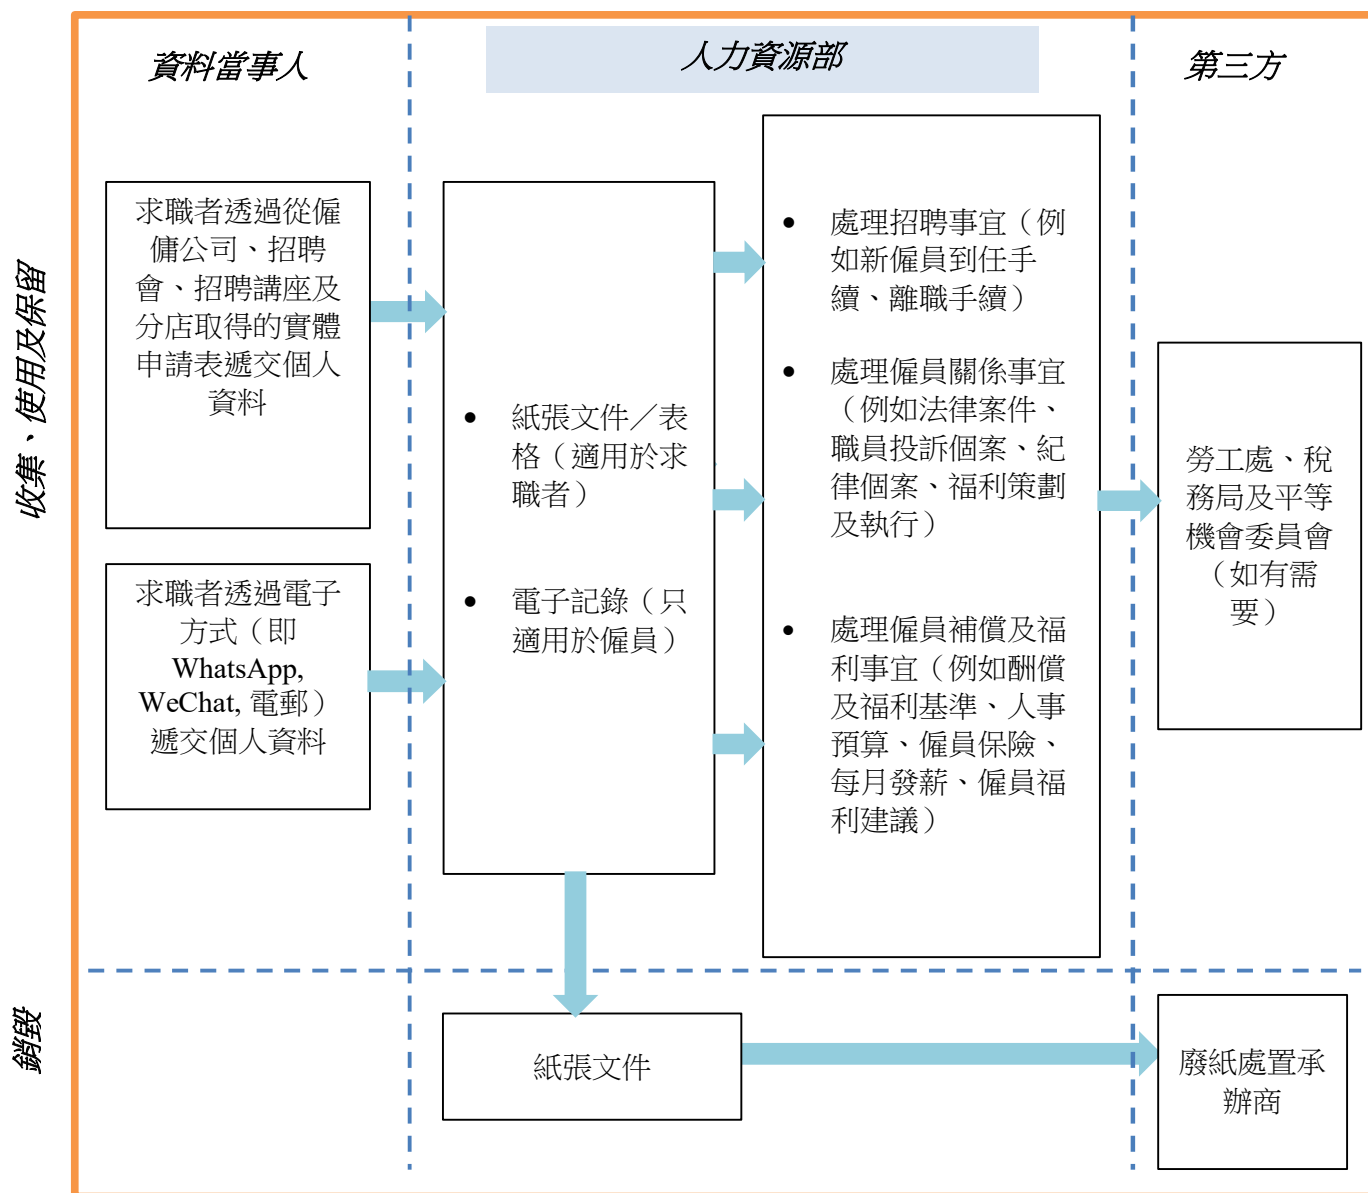 資料當事人
人力資源部
第三方
收集、使用及保留
求職者透過從僱
傭公司、招聘
會、招聘講座及
分店取得的實體
申請表遞交個人
資料
求職者透過電子
方式（即
WhatsApp,
WeChat, 電郵）
遞交個人資料
• 紙張文件／表
格（適用於求
職者）
• 電子記錄（只
適用於僱員）
• 處理招聘事宜（例
如新僱員到任手
續、離職手續）
• 處理僱員關係事宜
（例如法律案件、
職員投訴個案、紀
律個案、福利策劃
及執行）
• 處理僱員補償及福
利事宜（例如酬償
及福利基準、人事
預算、僱員保險、
每月發薪、僱員福
利建議）
勞工處、稅
務局及平等
機會委員會
（如有需
要）
銷毀
紙張文件
廢紙處置承
辦商